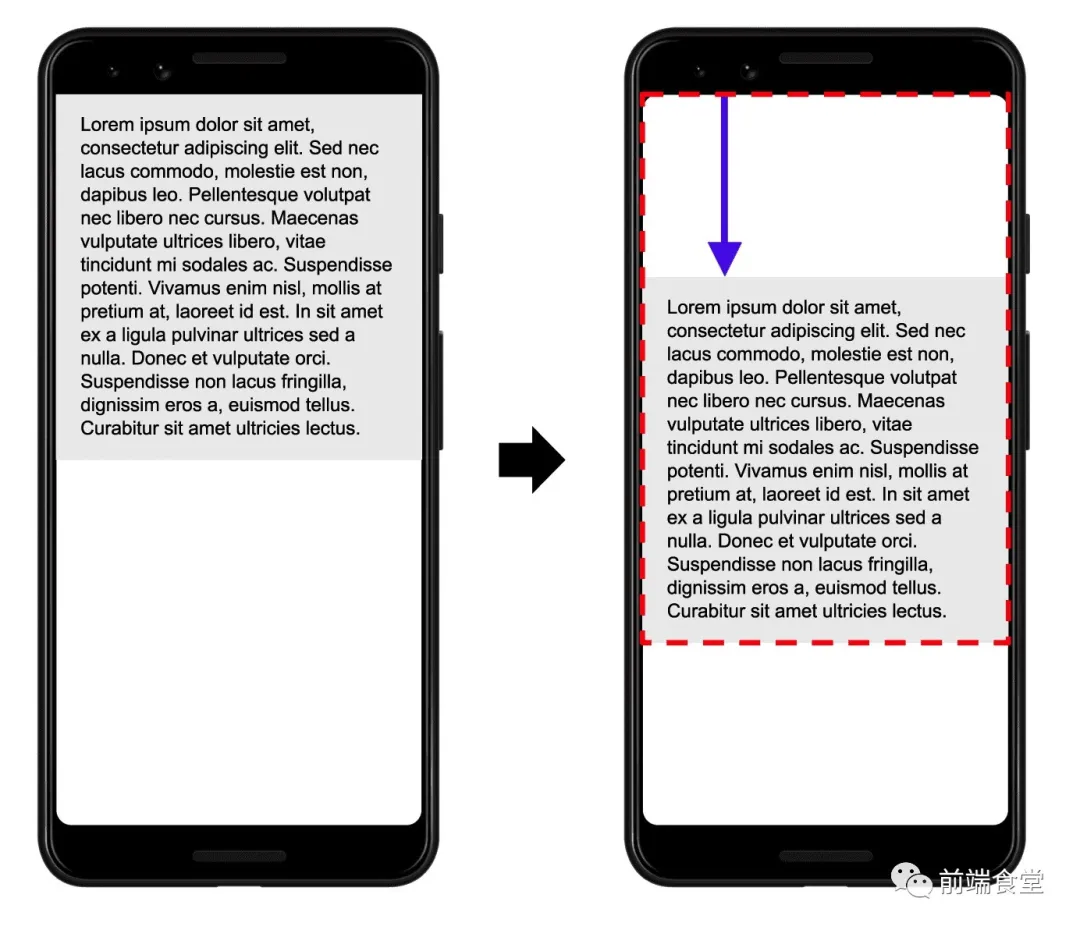 Lorem ipsum dolor sit amet,
consectetur adipiscing elit. Sed nec
lacus commodo, molestie est non,
dapibus leo. Pellentesque volutpat
nec libero nec cursus. Maecenas
vulputate ultrices libero, vitae
tincidunt mi sodales ac. Suspendisse
potenti. Vivamus enim nisl, mollis at
pretium at, laoreet id est. In sit amet
ex a ligula pulvinar ultrices sed a
nulla. Donec et vulputate orci.
Suspendisse non lacus fringilla,
dignissim eros a, euismod tellus.
Curabitur sit amet ultricies lectus.
Lorem ipsum dolor sit amet,
consectetur adipiscing elit. Sed nec
lacus commodo, molestie est non,
dapibus leo. Pellentesque volutpat
nec libero nec cursus. Maecenas
vulputate ultrices libero, vitae
tincidunt mi sodales ac. Suspendisse
potenti. Vivamus enim nisl, mollis at
pretium at, laoreet id est. In sit amet
ex a ligula pulvinar ultrices sed a
nulla. Donec et vulputate orci.
Suspendisse non lacus fringilla,
dignissim eros a, euismod tellus.
Curabitur sit amet ultricies lectus.
前端食堂